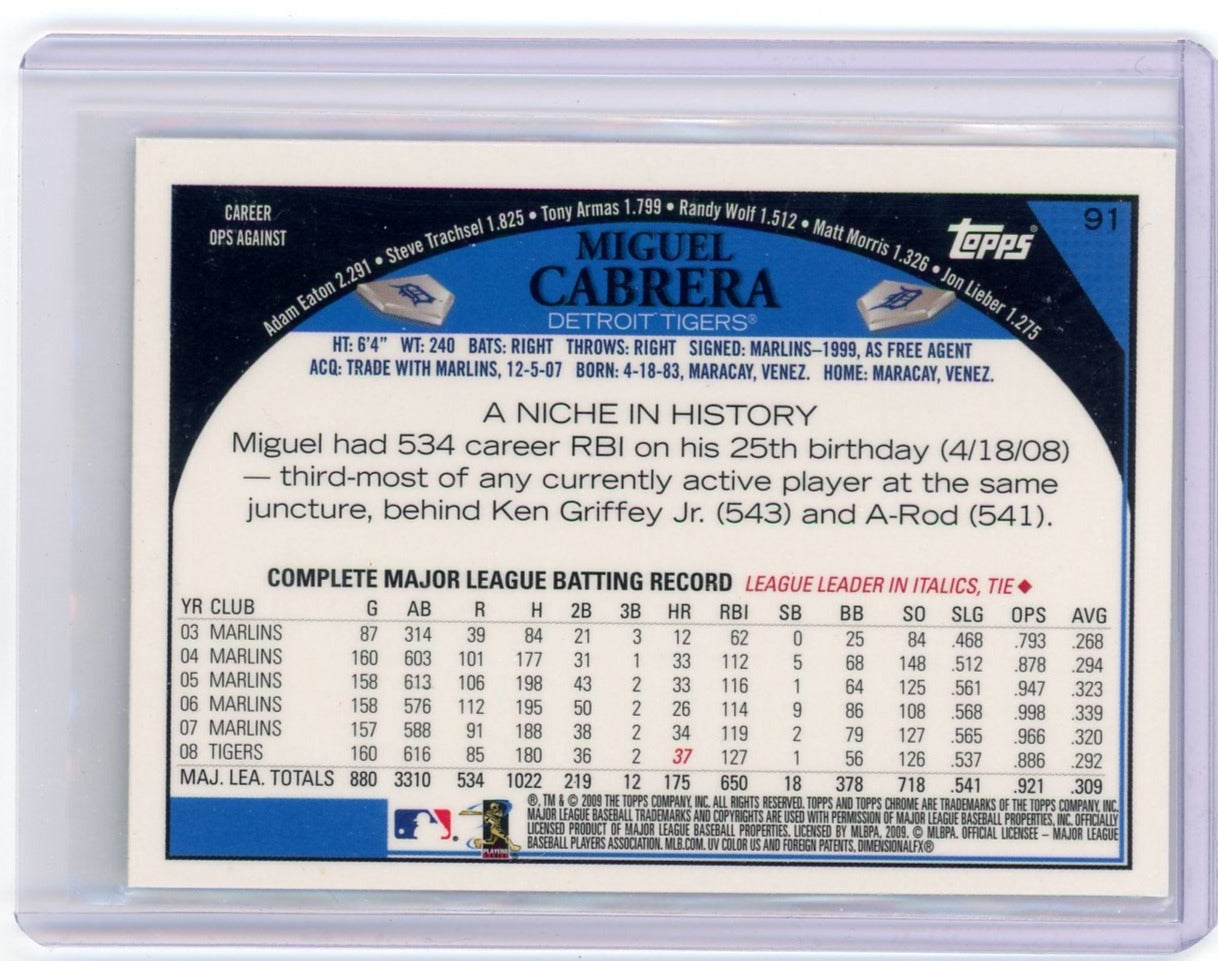 CAREER
OPS AGAINST
Adam Eaton 2.291 • Steve Trachsel 1.825 • Tony Armas 1.799 • Randy Wolf 1.512 • Matt Morris 1.326 • Jon Lieber 1.275
topps®
91
MIGUEL
CABRERA
DETROIT TIGERS®
HT: 6'4" WT: 240 BATS: RIGHT THROWS: RIGHT SIGNED: MARLINS–1999, AS FREE AGENT
ACQ: TRADE WITH MARLINS, 12-5-07 BORN: 4-18-83, MARACAY, VENEZ. HOME: MARACAY, VENEZ.
A NICHE IN HISTORY
Miguel had 534 career RBI on his 25th birthday (4/18/08)
— third-most of any currently active player at the same
juncture, behind Ken Griffey Jr. (543) and A-Rod (541).
COMPLETE MAJOR LEAGUE BATTING RECORD LEAGUE LEADER IN ITALICS, TIE ◆
YR CLUB G AB R H 2B 3B HR RBI SB BB SO SLG OPS AVG
03 MARLINS 87 314 39 84 21 3 12 62 0 25 84 .468 .793 .268
04 MARLINS 160 603 101 177 31 1 33 112 5 68 148 .512 .878 .294
05 MARLINS 158 613 106 198 43 2 33 116 1 64 125 .561 .947 .323
06 MARLINS 158 576 112 195 50 2 26 114 9 86 108 .568 .998 .339
07 MARLINS 157 588 91 188 38 2 34 119 2 79 127 .565 .966 .320
08 TIGERS 160 616 85 180 36 2 37 127 1 56 126 .537 .886 .292
MAJ. LEA. TOTALS 880 3310 534 1022 219 12 175 650 18 378 718 .541 .921 .309
®, TM & © 2009 THE TOPPS COMPANY, INC. ALL RIGHTS RESERVED. TOPPS AND TOPPS CHROME ARE TRADEMARKS OF THE TOPPS COMPANY, INC.
MAJOR LEAGUE BASEBALL TRADEMARKS AND COPYRIGHTS ARE USED WITH PERMISSION OF MAJOR LEAGUE BASEBALL PROPERTIES, INC. OFFICIALLY
LICENSED PRODUCT OF MAJOR LEAGUE BASEBALL PROPERTIES. LICENSED BY MLBPA, 2009. © MLBPA. OFFICIAL LICENSEE – MAJOR LEAGUE
BASEBALL PLAYERS ASSOCIATION. MLB.COM. UV COLOR US AND FOREIGN PATENTS, DIMENSIONALFX®
PLAYERS